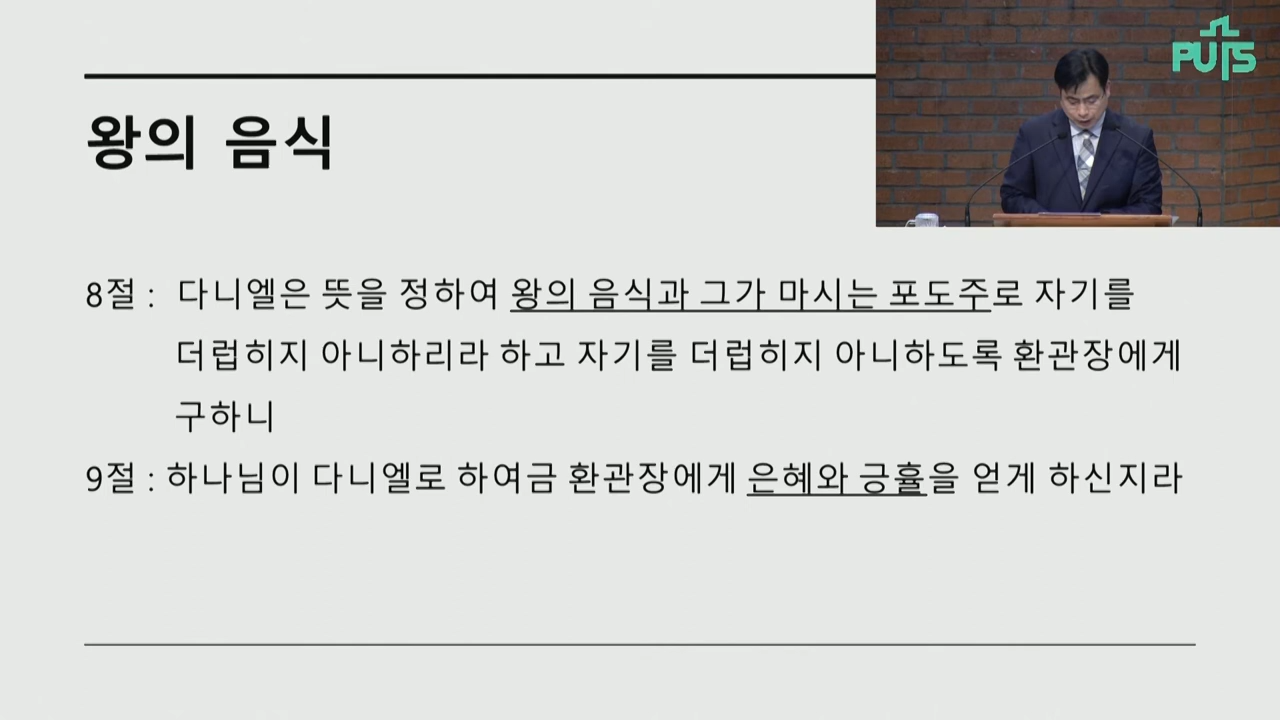 PUTS
왕의 음식
8절 : 다니엘은 뜻을 정하여 왕의 음식과 그가 마시는 포도주로 자기를
더럽히지 아니하리라 하고 자기를 더럽히지 아니하도록 환관장에게
구하니
9절 : 하나님이 다니엘로 하여금 환관장에게 은혜와 긍휼을 얻게 하신지라